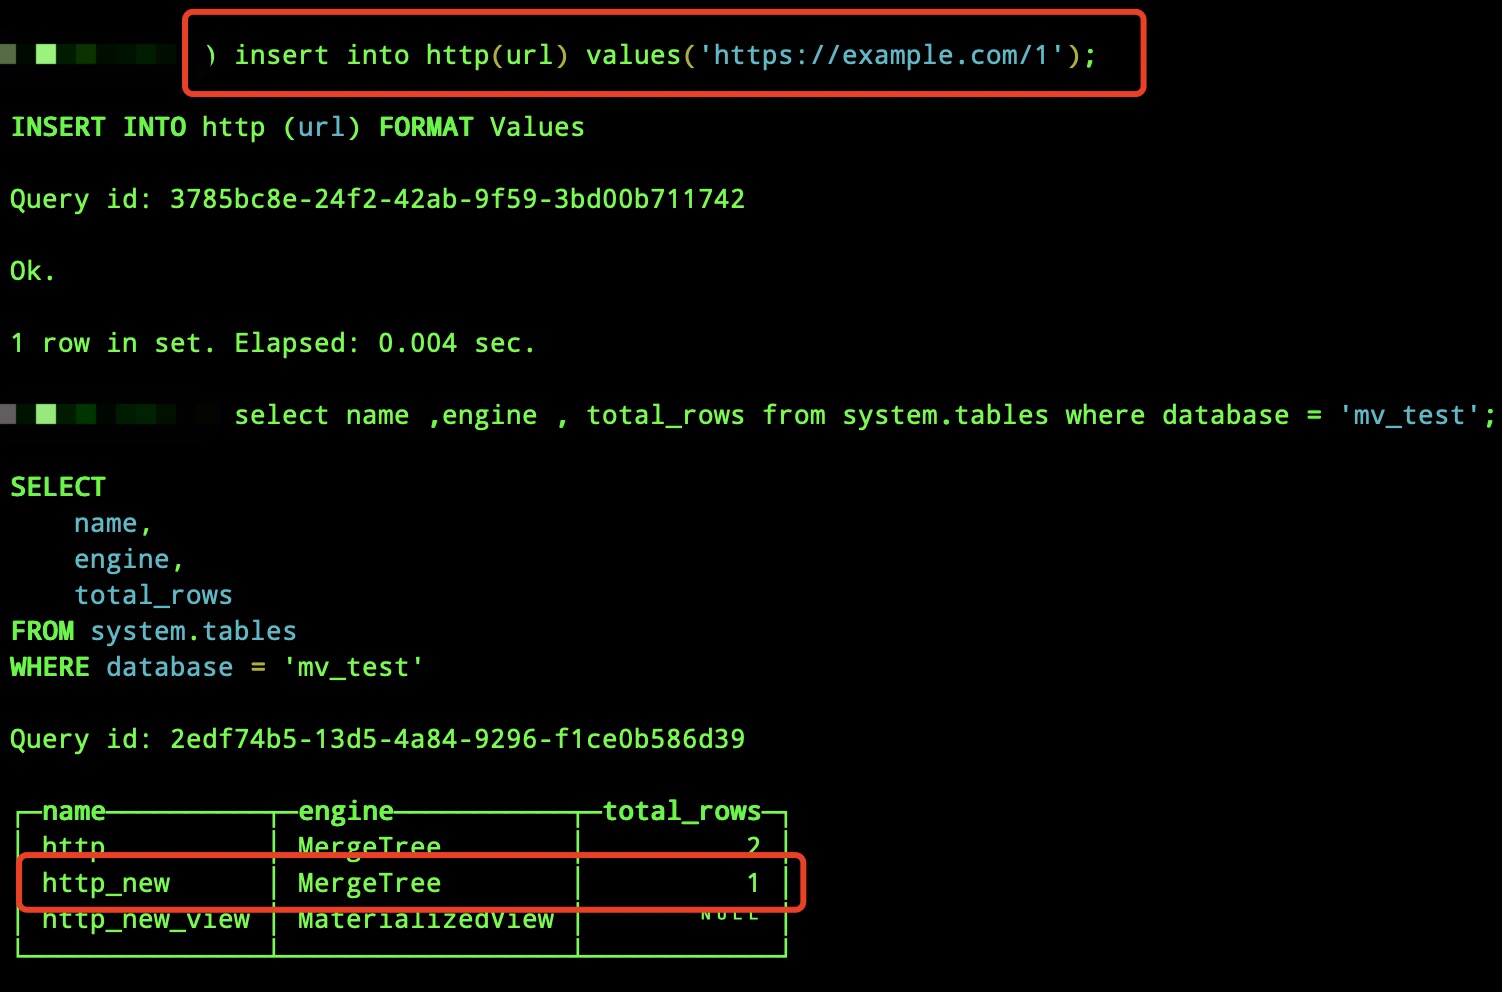 ) insert into http(url) values('https://example.com/1');
INSERT INTO http (url) FORMAT Values
Query id: 3785bc8e-24f2-42ab-9f59-3bd00b711742
Ok.
1 row in set. Elapsed: 0.004 sec.
select name ,engine , total_rows from system.tables where database = 'mv_test';
SELECT
name,
engine,
total_rows
FROM system.tables
WHERE database = 'mv_test'
Query id: 2edf74b5-13d5-4a84-9296-f1ce0b586d39
name engine total_rows
http MergeTree 2
http_new MergeTree 1
http_new_view MaterializedView NULL